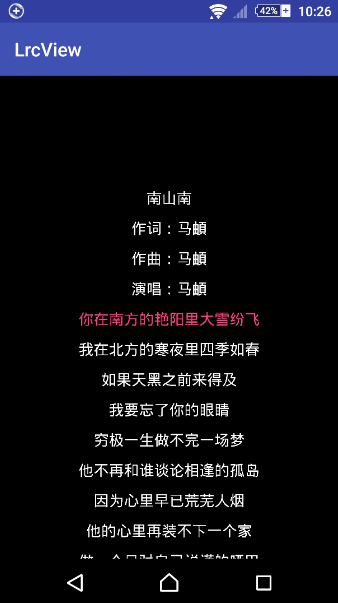 42%
10:26
LrcView
南山南
作词：马頔
作曲：马頔
演唱：马頔
你在南方的艳阳里大雪纷飞
我在北方的寒夜里四季如春
如果天黑之前来得及
我要忘了你的眼睛
穷极一生做不完一场梦
他不再和谁谈论相逢的孤岛
因为心里早已荒芜人烟
他的心里再装不下一个家